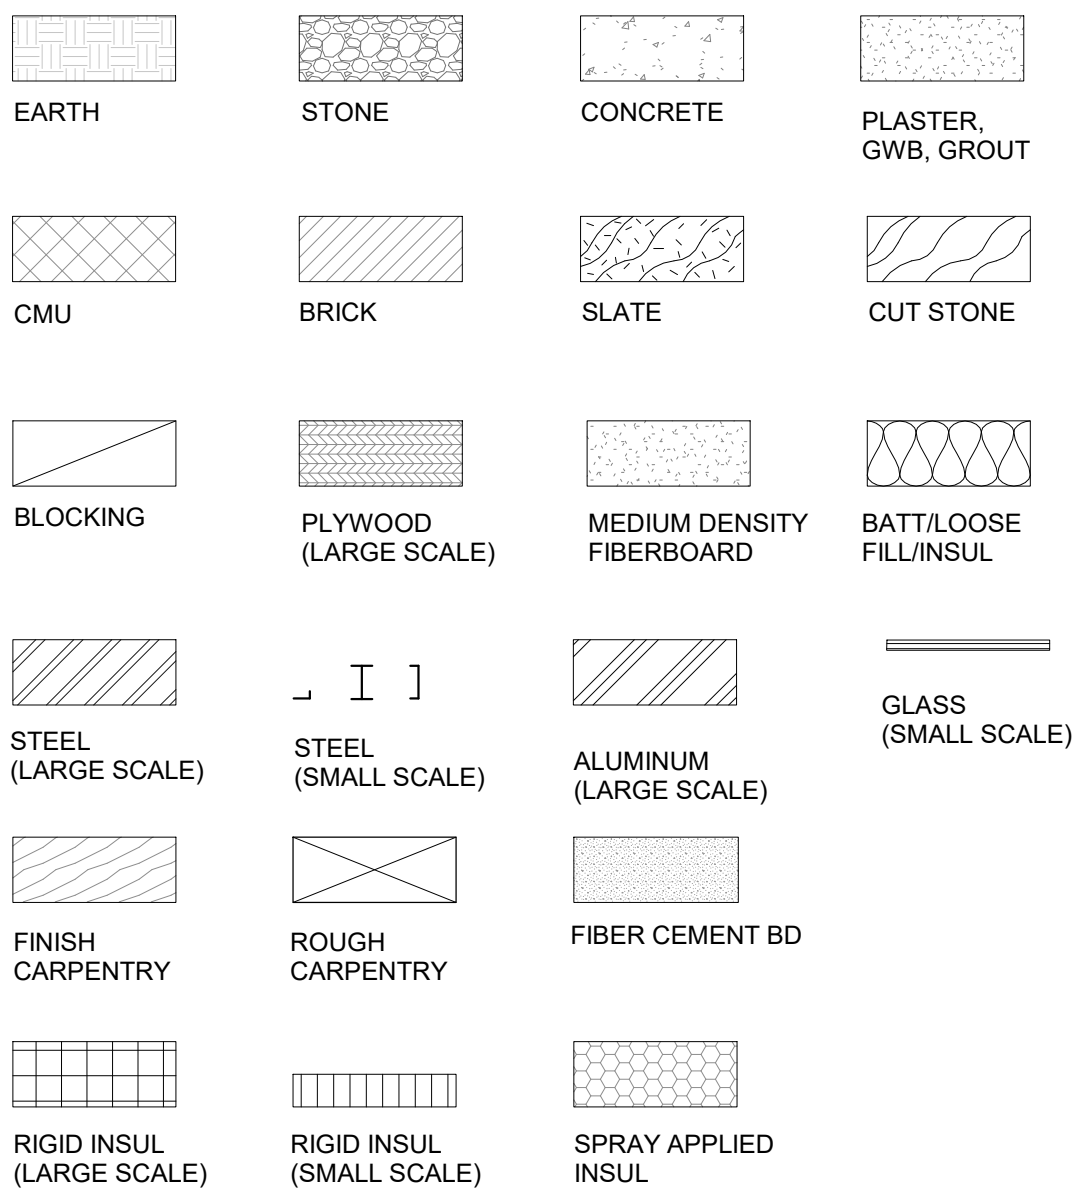 EARTH
STONE
CONCRETE
PLASTER,
GWB, GROUT
CMU
BRICK
SLATE
CUT STONE
BLOCKING
PLYWOOD
(LARGE SCALE)
MEDIUM DENSITY
FIBERBOARD
BATT/LOOSE
FILL/INSUL
STEEL
(LARGE SCALE)
STEEL
(SMALL SCALE)
ALUMINUM
(LARGE SCALE)
GLASS
(SMALL SCALE)
FINISH
CARPENTRY
ROUGH
CARPENTRY
FIBER CEMENT BD
RIGID INSUL
(LARGE SCALE)
RIGID INSUL
(SMALL SCALE)
SPRAY APPLIED
INSUL